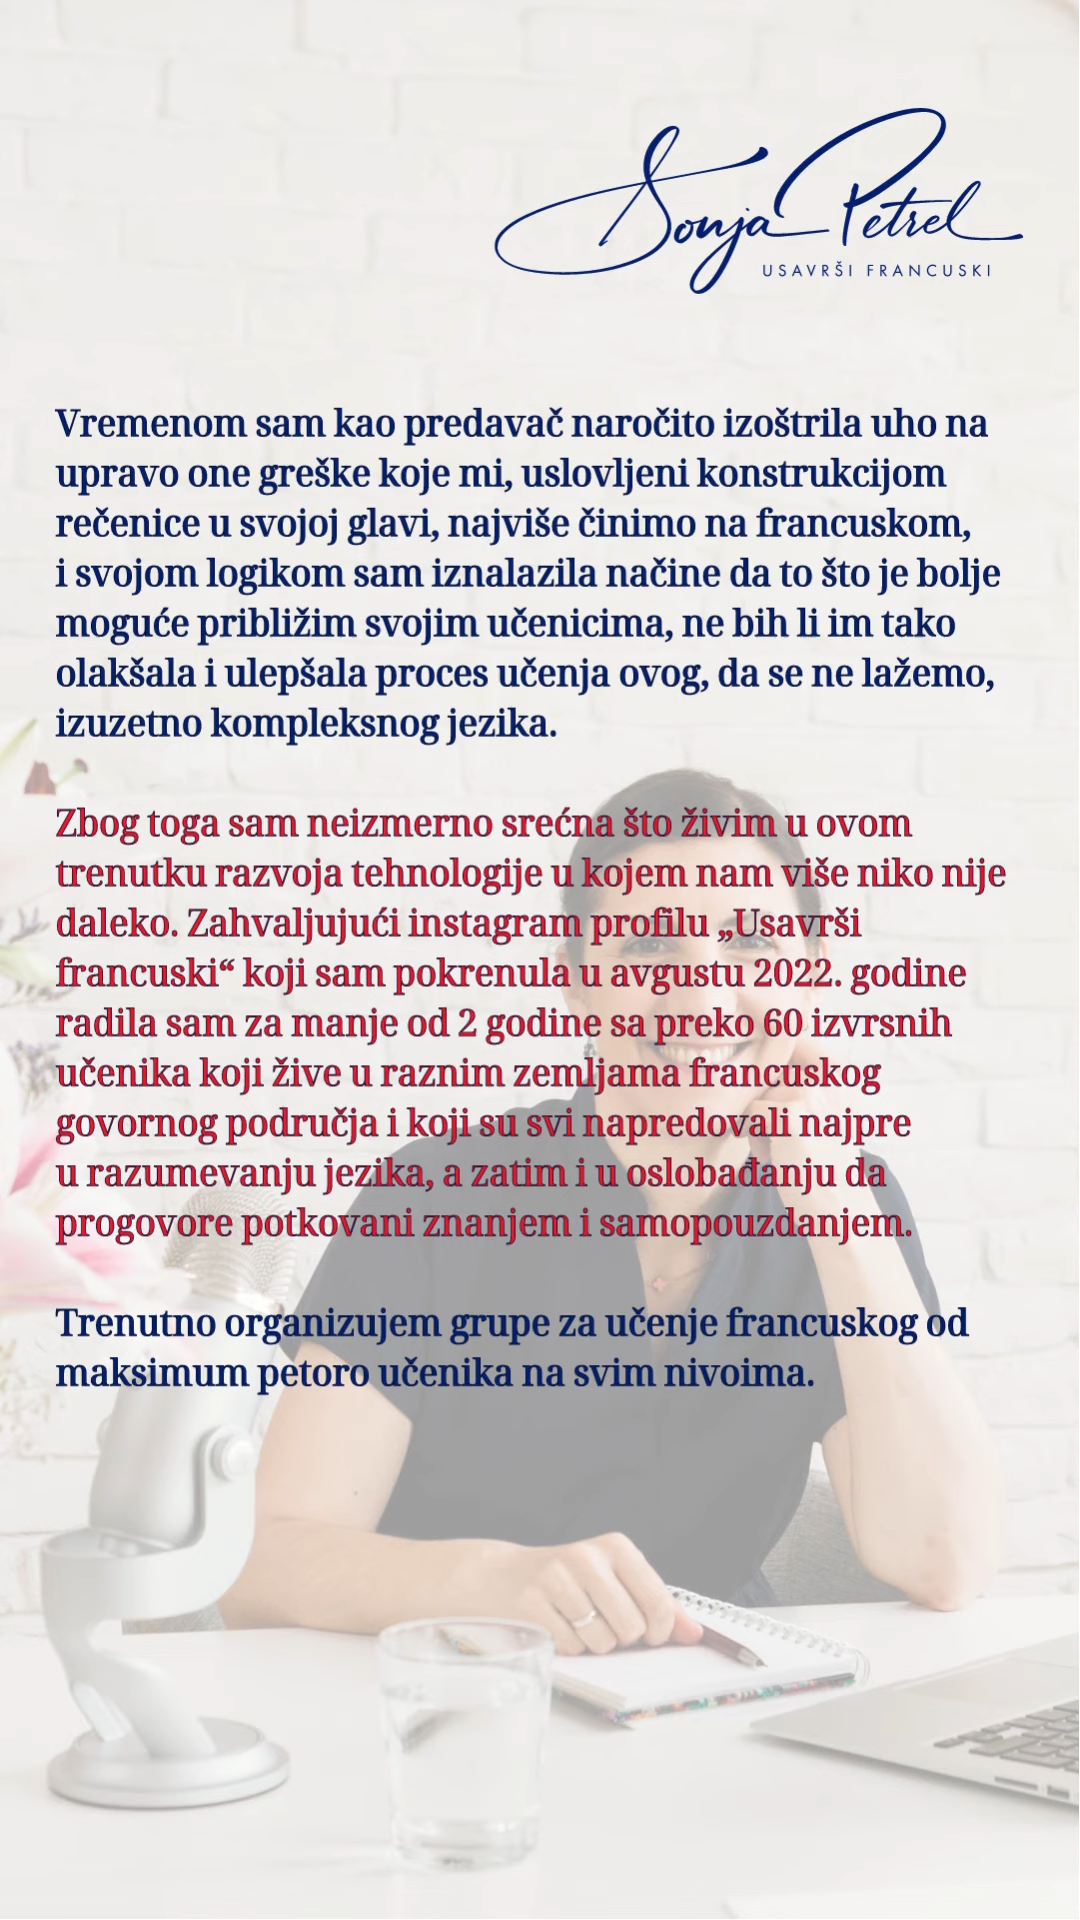 Sonja Petrel
USAVRŠI FRANCUSKI
Vremenom sam kao predavač naročito izoštrila uho na
upravo one greške koje mi, uslovljeni konstrukcijom
rečenice u svojoj glavi, najviše činimo na francuskom,
i svojom logikom sam iznalazila načine da to što je bolje
moguće približim svojim učenicima, ne bih li im tako
olakšala i ulepšala proces učenja ovog, da se ne lažemo,
izuzetno kompleksnog jezika.
Zbog toga sam neizmerno srećna što živim u ovom
trenutku razvoja tehnologije u kojem nam više niko nije
daleko. Zahvaljujujući instagram profilu „Usavrši
francuski“ koji sam pokrenula u avgustu 2022. godine
radila sam za manje od 2 godine sa preko 60 izvrsnih
učenika koji žive u raznim zemljama francuskog
govornog područja i koji su svi napredovali najpre
u razumevanju jezika, a zatim i u oslobađanju da
progovore potkovani znanjem i samopouzdanjem.
Trenutno organizujem grupe za učenje francuskog od
maksimum petoro učenika na svim nivoima.